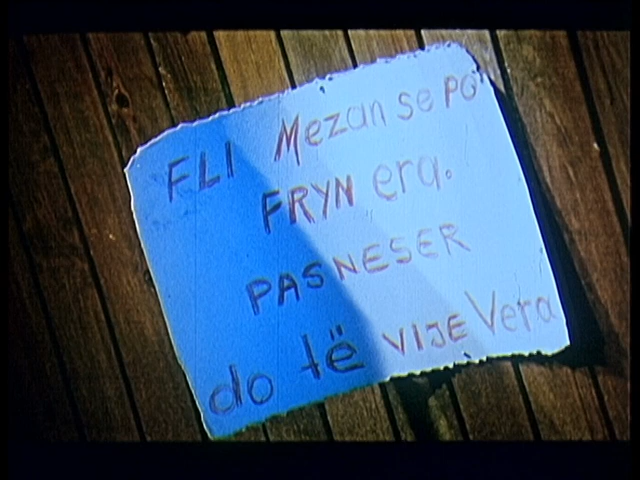 FLI Mezan se PO
FRYN era.
PASNESER
do të VIJE Vera